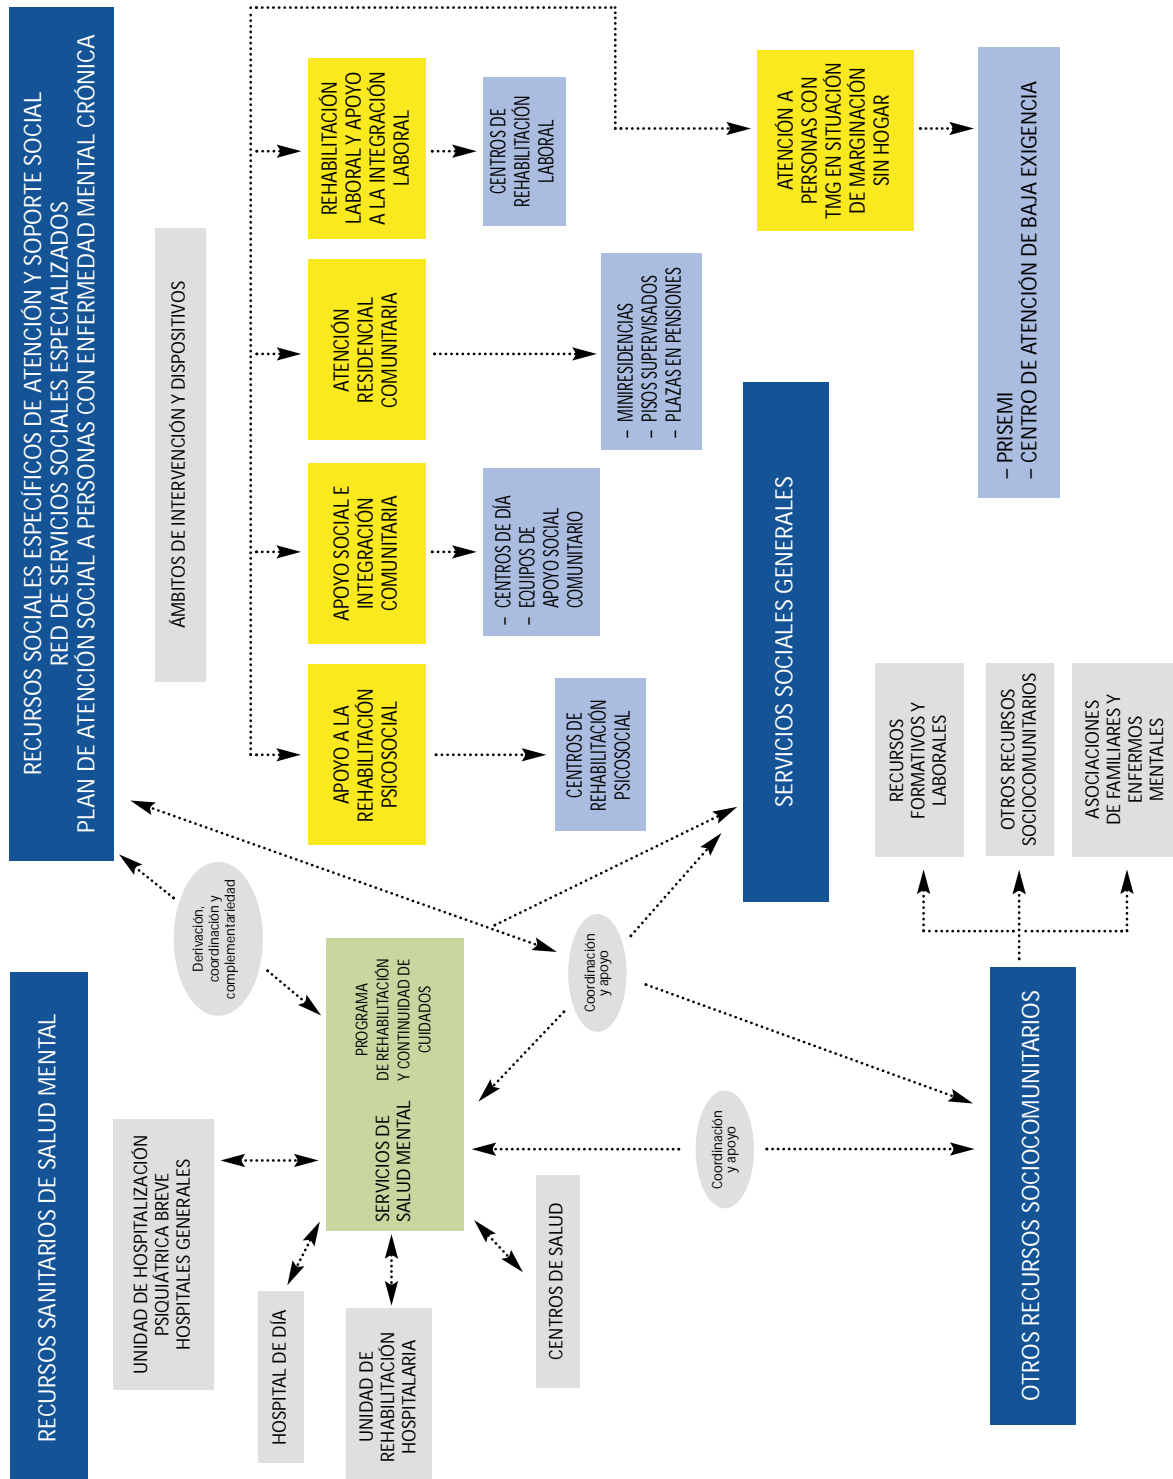 RECURSOS SANITARIOS DE SALUD MENTAL
RECURSOS SOCIALES ESPECÍFICOS DE ATENCIÓN Y SOPORTE SOCIAL
RED DE SERVICIOS SOCIALES ESPECIALIZADOS
PLAN DE ATENCIÓN SOCIAL A PERSONAS CON ENFERMEDAD MENTAL CRÓNICA
UNIDAD DE HOSPITALIZACIÓN
PSIQUIÁTRICA BREVE
HOSPITALES GENERALES
HOSPITAL DE DÍA
UNIDAD DE
REHABILITACIÓN
HOSPITALARIA
CENTROS DE SALUD
SERVICIOS DE
SALUD MENTAL
PROGRAMA
DE REHABILITACIÓN
Y CONTINUIDAD DE
CUIDADOS
Derivación,
coordinación y
complementariedad
ÁMBITOS DE INTERVENCIÓN Y DISPOSITIVOS
APOYO A LA
REHABILITACIÓN
PSICOSOCIAL
APOYO SOCIAL E
INTEGRACIÓN
COMUNITARIA
ATENCIÓN
RESIDENCIAL
COMUNITARIA
REHABILITACIÓN
LABORAL Y APOYO
A LA INTEGRACIÓN
LABORAL
CENTROS DE
REHABILITACIÓN
PSICOSOCIAL
– CENTROS DE DÍA
– EQUIPOS DE
APOYO SOCIAL
COMUNITARIO
– MINIRESIDENCIAS
– PISOS SUPERVISADOS
– PLAZAS EN PENSIONES
CENTROS DE
REHABILITACIÓN
LABORAL
Coordinación
y apoyo
Coordinación
y apoyo
SERVICIOS SOCIALES GENERALES
ATENCIÓN A
PERSONAS CON
TMG EN SITUACIÓN
DE MARGINACIÓN
SIN HOGAR
– PRISEMI
– CENTRO DE ATENCIÓN DE BAJA EXIGENCIA
OTROS RECURSOS SOCIOCOMUNITARIOS
RECURSOS
FORMATIVOS Y
LABORALES
OTROS RECURSOS
SOCIOCOMUNITARIOS
ASOCIACIONES
DE FAMILIARES Y
ENFERMOS
MENTALES